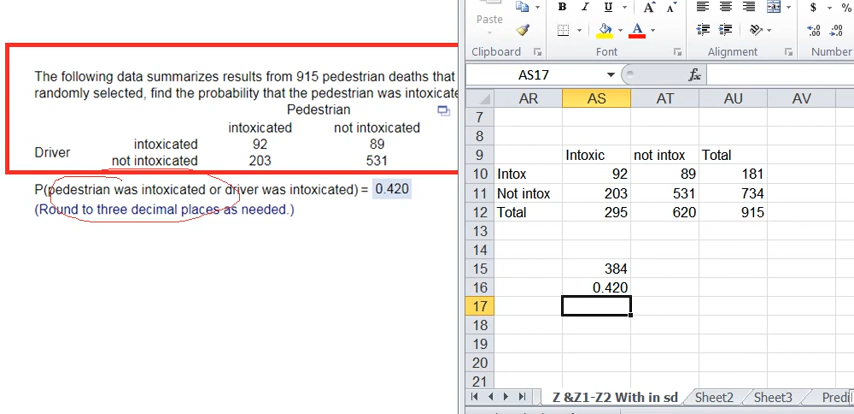 The following data summarizes results from 915 pedestrian deaths that
randomly selected, find the probability that the pedestrian was intoxicate
Pedestrian
intoxicated not intoxicated
Driver intoxicated 92 89
not intoxicated 203 531
P(pedestrian was intoxicated or driver was intoxicated) = 0.420
(Round to three decimal places as needed.)
Paste
B I U A A $ %
A
Clipboard Font Alignment Number
AS17 fx
AR AS AT AU AV
7
8
9 Intoxic not intox Total
10 Intox 92 89 181
11 Not intox 203 531 734
12 Total 295 620 915
13
14
15 384
16 0.420
17
18
19
20
21
Z &Z1-Z2 With in sd Sheet2 Sheet3 Predi